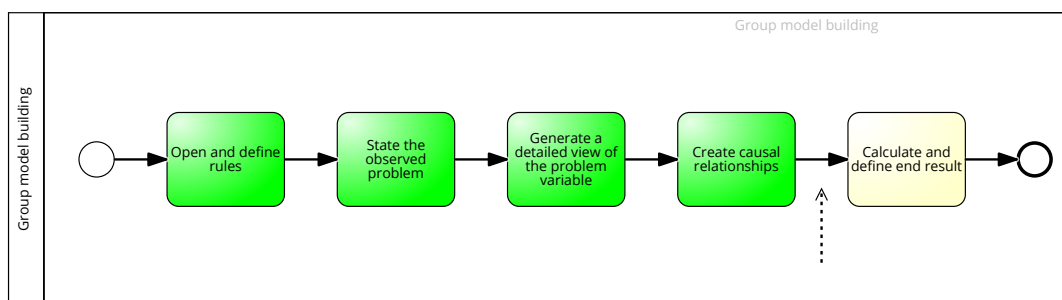 Group model building
Group model building
Open and define
rules
State the
observed
problem
Generate a
detailed view of
the problem
variable
Create causal
relationships
Calculate and
define end result